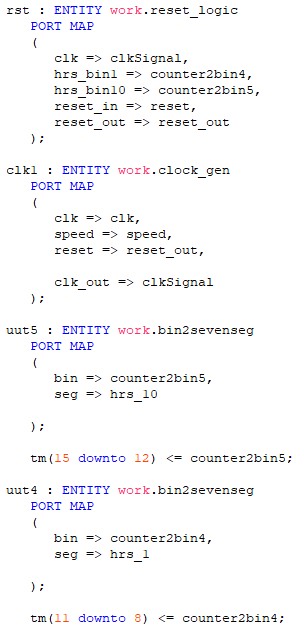 rst : ENTITY work.reset_logic
PORT MAP
(
clk => clkSignal,
hrs_bin1 => counter2bin4,
hrs_bin10 => counter2bin5,
reset_in => reset,
reset_out => reset_out
);
clk1 : ENTITY work.clock_gen
PORT MAP
(
clk => clk,
speed => speed,
reset => reset_out,
clk_out => clkSignal
);
uut5 : ENTITY work.bin2sevenseg
PORT MAP
(
bin => counter2bin5,
seg => hrs_10
);
tm(15 downto 12) <= counter2bin5;
uut4 : ENTITY work.bin2sevenseg
PORT MAP
(
bin => counter2bin4,
seg => hrs_1
);
tm(11 downto 8) <= counter2bin4;